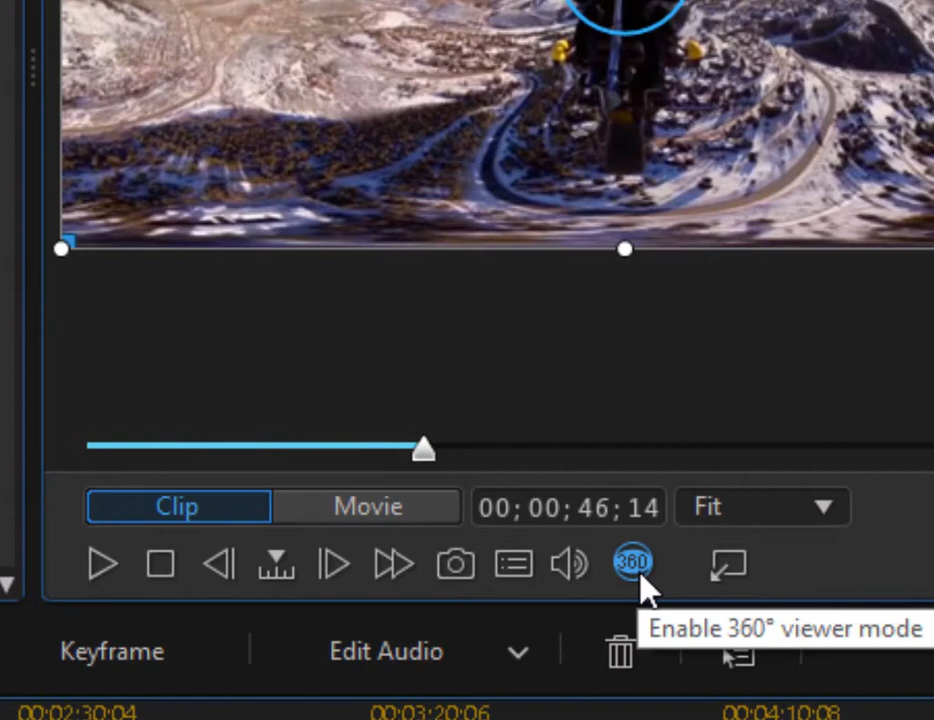 Clip Movie 00; 00; 46; 14 Fit
360
Enable 360° viewer mode
Keyframe Edit Audio
00:02:30:04 00:03:20:06 00:04:10:08